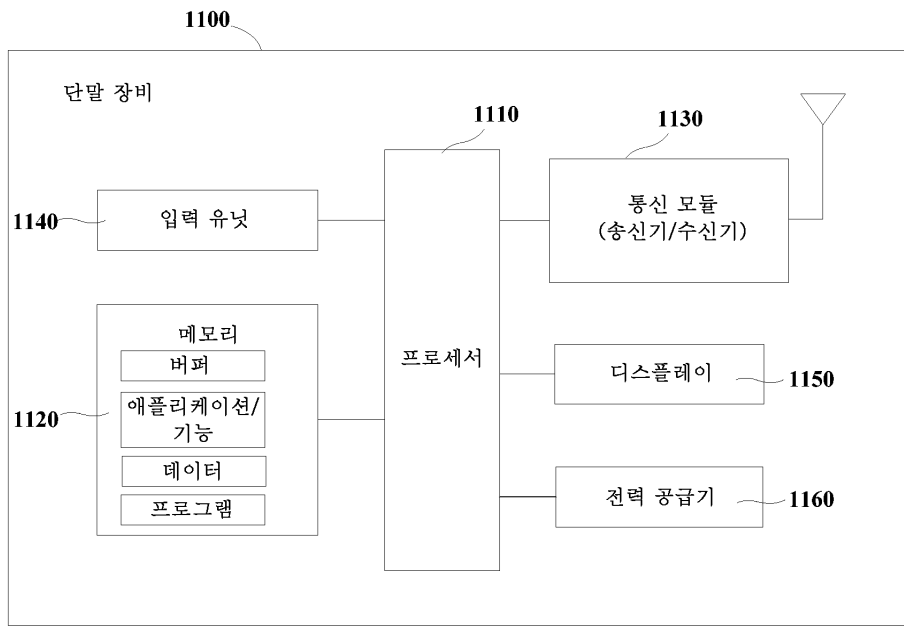 1100
단말 장비
1110
1130
1140
입력 유닛
통신 모듈
(송신기/수신기)
메모리
버퍼
1120
애플리케이션/
기능
데이터
프로그램
프로세서
디스플레이
1150
전력 공급기
1160